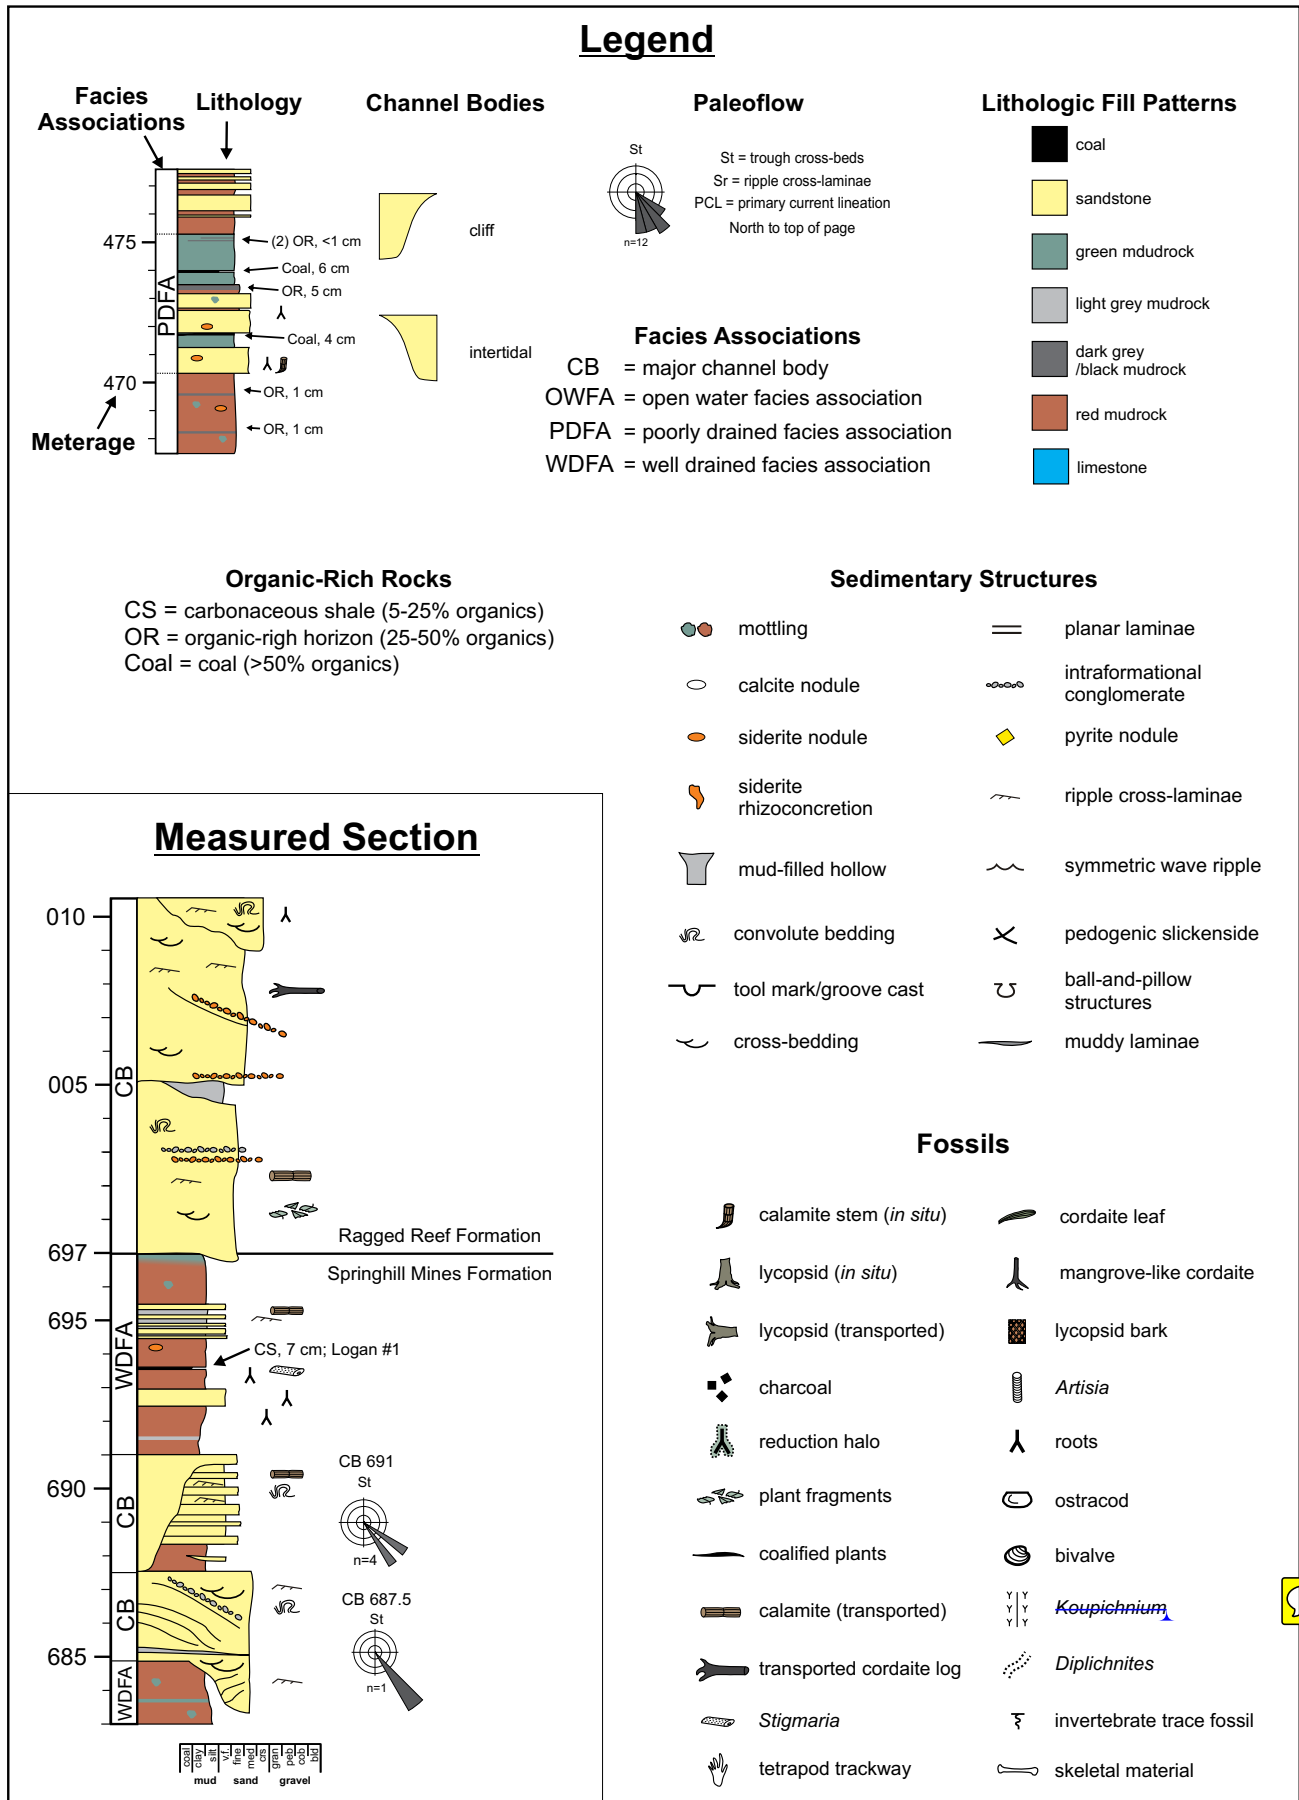 Legend
Facies
Associations
Lithology
Channel Bodies
Paleoflow
Lithologic Fill Patterns
475
470
Meterage
PDFA
(2) OR, <1 cm
Coal, 6 cm
OR, 5 cm
Coal, 4 cm
OR, 1 cm
OR, 1 cm
cliff
intertidal
St
n=12
St = trough cross-beds
Sr = ripple cross-laminae
PCL = primary current lineation
North to top of page
Facies Associations
CB = major channel body
OWFA = open water facies association
PDFA = poorly drained facies association
WDFA = well drained facies association
coal
sandstone
green mdudrock
light grey mudrock
dark grey
/black mudrock
red mudrock
limestone
Organic-Rich Rocks
CS = carbonaceous shale (5-25% organics)
OR = organic-righ horizon (25-50% organics)
Coal = coal (>50% organics)
Sedimentary Structures
mottling
calcite nodule
siderite nodule
siderite
rhizoconcretion
mud-filled hollow
convolute bedding
tool mark/groove cast
cross-bedding
planar laminae
intraformational
conglomerate
pyrite nodule
ripple cross-laminae
symmetric wave ripple
pedogenic slickenside
ball-and-pillow
structures
muddy laminae
Measured Section
010
005
697
695
690
685
CB
WDFA
CB
CB
WDFA
Ragged Reef Formation
Springhill Mines Formation
CS, 7 cm; Logan #1
CB 691
St
n=4
CB 687.5
St
n=1
coal
clay
silt
v.f.
fine
med
crs
gran
peb
cob
bld
mud
sand
gravel
Fossils
calamite stem (in situ)
lycopsid (in situ)
lycopsid (transported)
charcoal
reduction halo
plant fragments
coalified plants
calamite (transported)
transported cordaite log
Stigmaria
tetrapod trackway
cordaite leaf
mangrove-like cordaite
lycopsid bark
Artisia
roots
ostracod
bivalve
Koupichnium
Diplichnites
invertebrate trace fossil
skeletal material